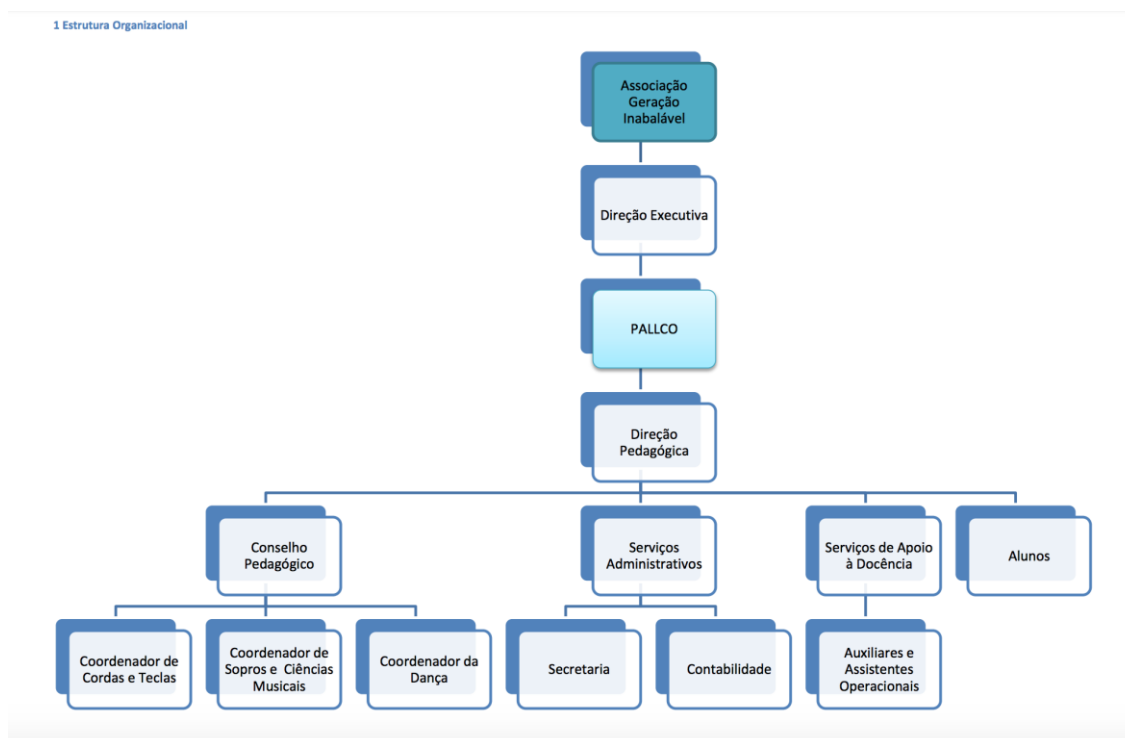 1 Estrutura Organizacional
Associação
Geração
Inabalável
Direção Executiva
PALLCO
Direção
Pedagógica
Conselho
Pedagógico
Serviços
Administrativos
Serviços de Apoio
à Docência
Alunos
Coordenador de
Cordas e Teclas
Coordenador de
Sopros e Ciências
Musicais
Coordenador da
Dança
Secretaria
Contabilidade
Auxiliares e
Assistentes
Operacionais